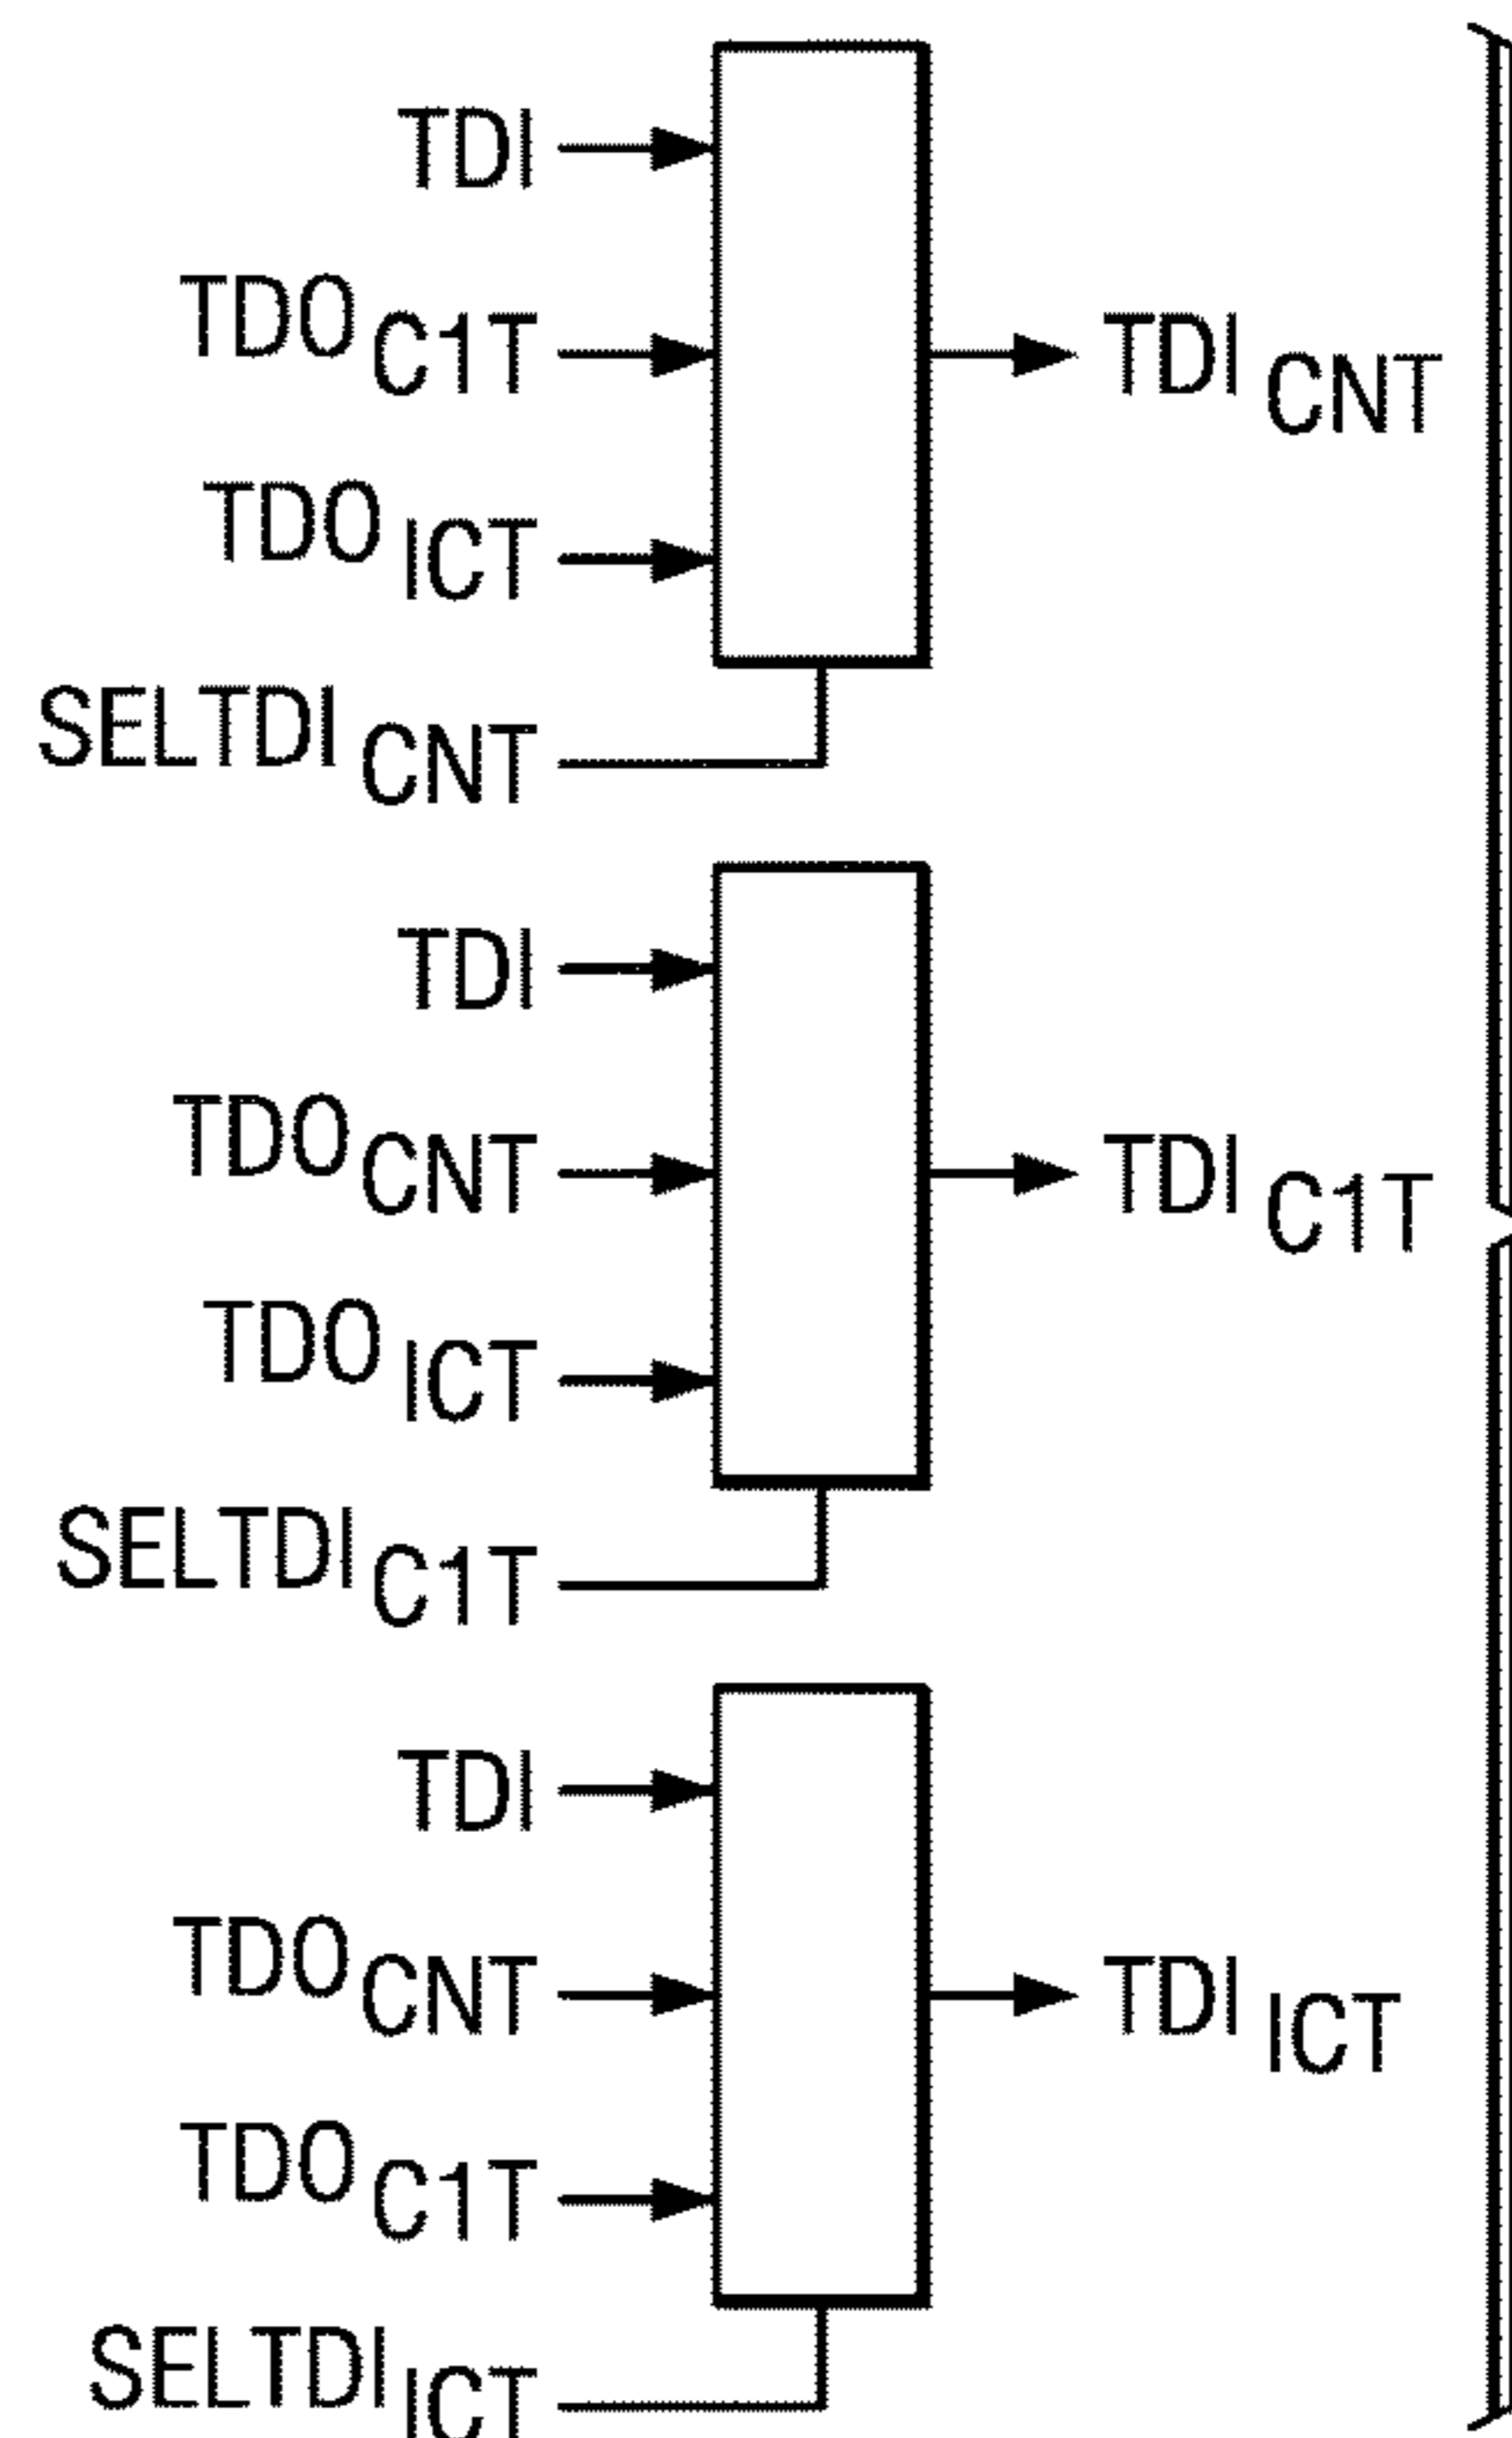 TDI
TDO C1T
TDI CNT
TDO ICT
SELTDI CNT
TDI
TDO CNT
TDI C1T
TDO ICT
SELTDI C1T
TDI
TDO CNT
TDI ICT
TDO C1T
SELTDI ICT